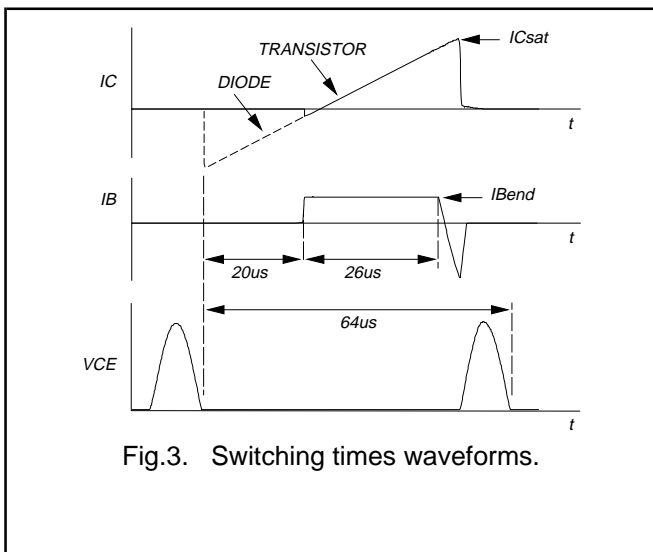 ICsat
TRANSISTOR
IC
DIODE
t
IB
IBend
t
20us
26us
64us
VCE
t
Fig.3. Switching times waveforms.